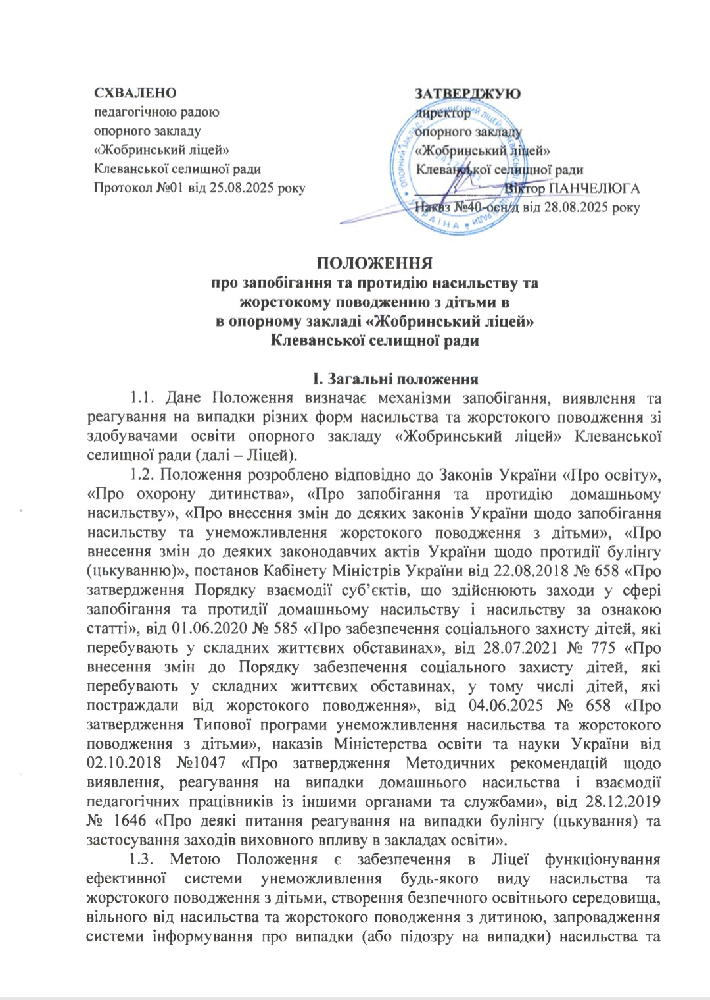 СХВАЛЕНО
педагогічною радою
опорного закладу
«Жобринський ліцей»
Клеванської селищної ради
Протокол №01 від 25.08.2025 року
ЗАТВЕРДЖУЮ
директор
опорного закладу
«Жобринський ліцей»
Клеванської селищної ради
____________ Віктор ПАНЧЕЛЮГА
Наказ №40-осн/д від 28.08.2025 року
УКРАЇНА
ПОЛОЖЕННЯ
про запобігання та протидію насильству та
жорстокому поводженню з дітьми в
в опорному закладі «Жобринський ліцей»
Клеванської селищної ради
І. Загальні положення
1.1. Дане Положення визначає механізми запобігання, виявлення та
реагування на випадки різних форм насильства та жорстокого поводження зі
здобувачами освіти опорного закладу «Жобринський ліцей» Клеванської
селищної ради (далі – Ліцей).
1.2. Положення розроблено відповідно до Законів України «Про освіту»,
«Про охорону дитинства», «Про запобігання та протидію домашньому
насильству», «Про внесення змін до деяких законів України щодо запобігання
насильству та унеможливлення жорстокого поводження з дітьми», «Про
внесення змін до деяких законодавчих актів України щодо протидії булінгу
(цькуванню)», постанов Кабінету Міністрів України від 22.08.2018 № 658 «Про
затвердження Порядку взаємодії суб’єктів, що здійснюють заходи у сфері
запобігання та протидії домашньому насильству і насильству за ознакою
статті», від 01.06.2020 № 585 «Про забезпечення соціального захисту дітей, які
перебувають у складних життєвих обставинах», від 28.07.2021 № 775 «Про
внесення змін до Порядку забезпечення соціального захисту дітей, які
перебувають у складних життєвих обставинах, у тому числі дітей, які
постраждали від жорстокого поводження», від 04.06.2025 № 658 «Про
затвердження Типової програми унеможливлення насильства та жорстокого
поводження з дітьми», наказів Міністерства освіти та науки України від
02.10.2018 №1047 «Про затвердження Методичних рекомендацій щодо
виявлення, реагування на випадки домашнього насильства і взаємодії
педагогічних працівників із іншими органами та службами», від 28.12.2019
№ 1646 «Про деякі питання реагування на випадки булінгу (цькування) та
застосування заходів виховного впливу в закладах освіти».
1.3. Метою Положення є забезпечення в Ліцеї функціонування
ефективної системи унеможливлення будь-якого виду насильства та
жорстокого поводження з дітьми, створення безпечного освітнього середовища,
вільного від насильства та жорстокого поводження з дитиною, запровадження
системи інформування про випадки (або підозру на випадки) насильства та